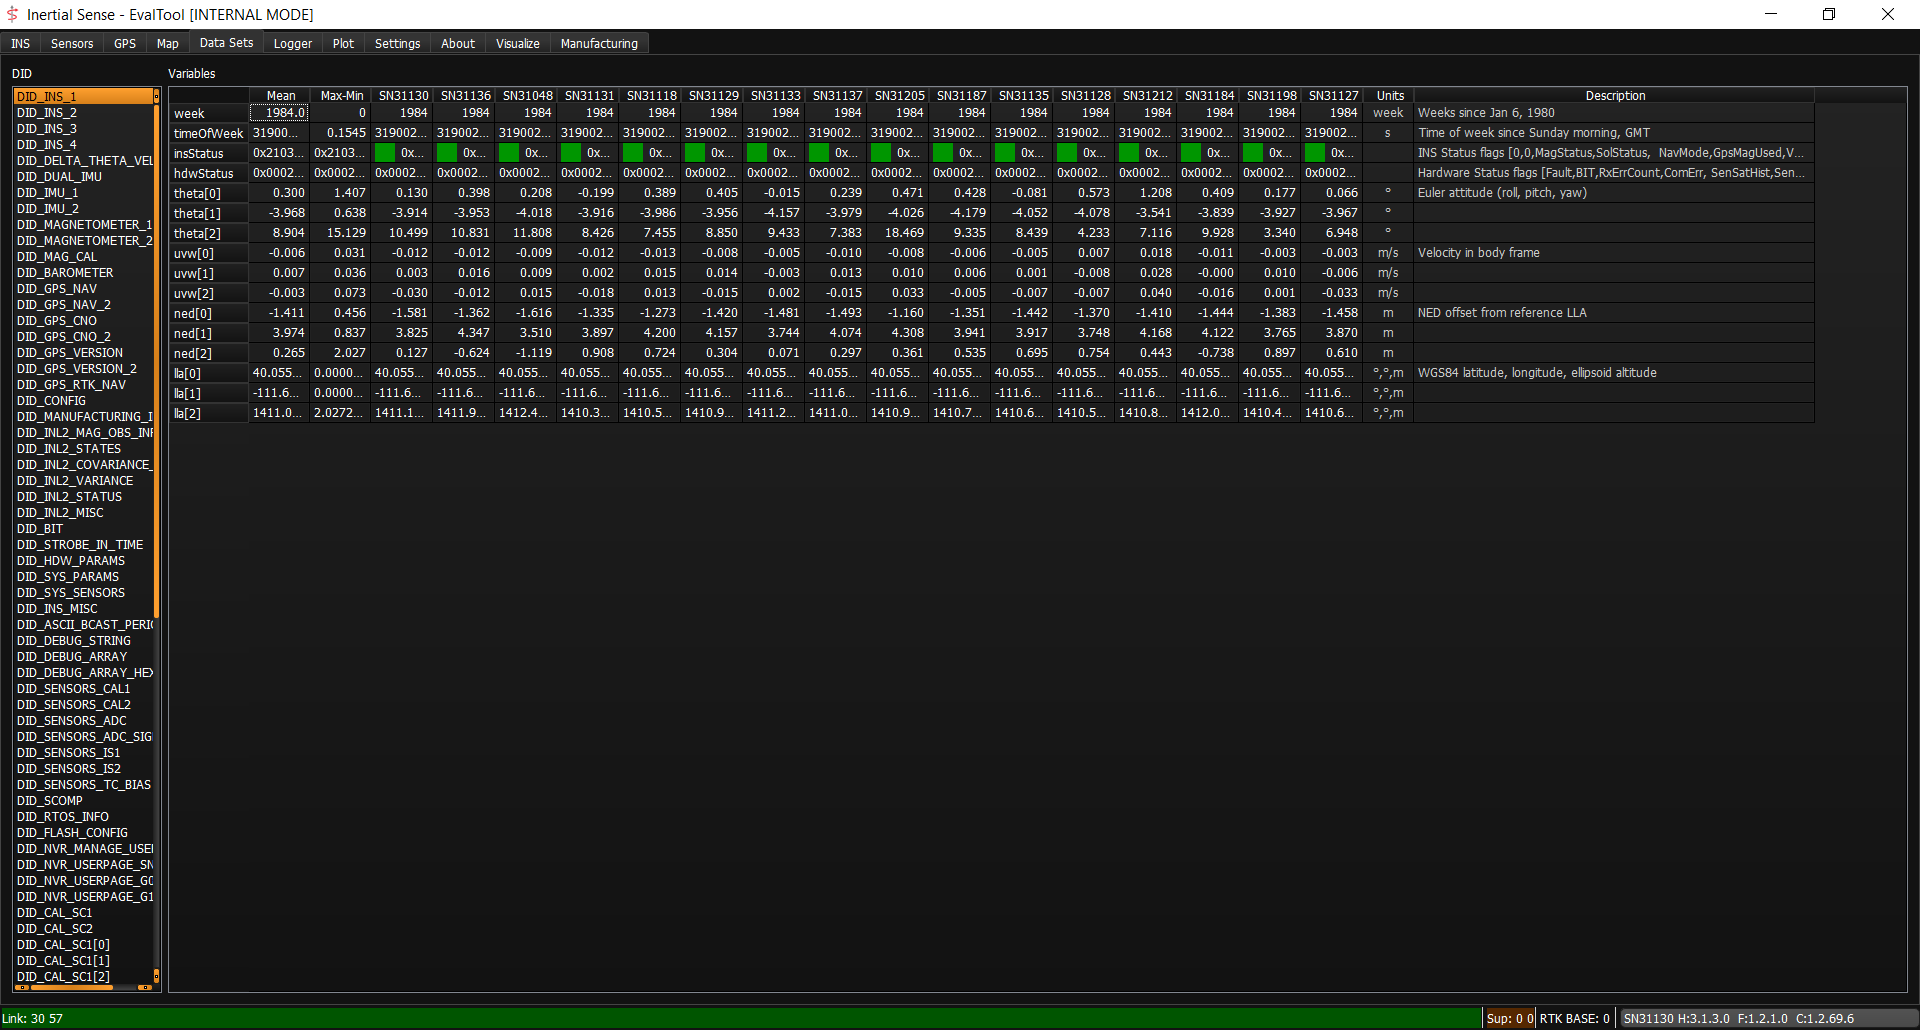 Inertial Sense - EvalTool [INTERNAL MODE]
INS Sensors GPS Map Data Sets Logger Plot Settings About Visualize Manufacturing
DID
DID_INS_1
DID_INS_2
DID_INS_3
DID_INS_4
DID_DELTA_THETA_VEL
DID_DUAL_IMU
DID_IMU_1
DID_IMU_2
DID_MAGNETOMETER_1
DID_MAGNETOMETER_2
DID_MAG_CAL
DID_BAROMETER
DID_GPS_NAV
DID_GPS_NAV_2
DID_GPS_CNO
DID_GPS_CNO_2
DID_GPS_VERSION
DID_GPS_VERSION_2
DID_GPS_RTK_NAV
DID_CONFIG
DID_MANUFACTURING_I
DID_INL2_MAG_OBS_INF
DID_INL2_STATES
DID_INL2_COVARIANCE_
DID_INL2_VARIANCE
DID_INL2_STATUS
DID_INL2_MISC
DID_BIT
DID_STROBE_IN_TIME
DID_HDW_PARAMS
DID_SYS_PARAMS
DID_SYS_SENSORS
DID_INS_MISC
DID_ASCII_BCAST_PERIO
DID_DEBUG_STRING
DID_DEBUG_ARRAY
DID_DEBUG_ARRAY_HEX
DID_SENSORS_CAL1
DID_SENSORS_CAL2
DID_SENSORS_ADC
DID_SENSORS_ADC_SIG
DID_SENSORS_IS1
DID_SENSORS_IS2
DID_SENSORS_TC_BIAS
DID_SCOMP
DID_RTOS_INFO
DID_FLASH_CONFIG
DID_NVR_MANAGE_USER
DID_NVR_USERPAGE_SN
DID_NVR_USERPAGE_G0
DID_NVR_USERPAGE_G1
DID_CAL_SC1
DID_CAL_SC2
DID_CAL_SC1[0]
DID_CAL_SC1[1]
DID_CAL_SC1[2]
Variables
Mean Max-Min SN31130 SN31136 SN31048 SN31131 SN31118 SN31129 SN31133 SN31137 SN31205 SN31187 SN31135 SN31128 SN31212 SN31184 SN31198 SN31127 Units Description
week 1984.0 0 1984 1984 1984 1984 1984 1984 1984 1984 1984 1984 1984 1984 1984 1984 1984 1984 week Weeks since Jan 6, 1980
timeOfWeek 31900... 0.1545 319002... 319002... 319002... 319002... 319002... 319002... 319002... 319002... 319002... 319002... 319002... 319002... 319002... 319002... 319002... 319002... s Time of week since Sunday morning, GMT
insStatus 0x2103... 0x2103... 0x... 0x... 0x... 0x... 0x... 0x... 0x... 0x... 0x... 0x... 0x... 0x... 0x... 0x... 0x... 0x... INS Status flags [0,0,MagStatus,SolStatus, NavMode,GpsMagUsed,V...
hdwStatus 0x0002... 0x0002... 0x0002... 0x0002... 0x0002... 0x0002... 0x0002... 0x0002... 0x0002... 0x0002... 0x0002... 0x0002... 0x0002... 0x0002... 0x0002... 0x0002... 0x0002... 0x0002... Hardware Status flags [Fault,BIT,RxErrCount,ComErr, SenSatHist,Sen...
theta[0] 0.300 1.407 0.130 0.398 0.208 -0.199 0.389 0.405 -0.015 0.239 0.471 0.428 -0.081 0.573 1.208 0.409 0.177 0.066 ° Euler attitude (roll, pitch, yaw)
theta[1] -3.968 0.638 -3.914 -3.953 -4.018 -3.916 -3.986 -3.956 -4.157 -3.979 -4.026 -4.179 -4.052 -4.078 -3.541 -3.839 -3.927 -3.967 °
theta[2] 8.904 15.129 10.499 10.831 11.808 8.426 7.455 8.850 9.433 7.383 18.469 9.335 8.439 4.233 7.116 9.928 3.340 6.948 °
uvw[0] -0.006 0.031 -0.012 -0.012 -0.009 -0.012 -0.013 -0.008 -0.005 -0.010 -0.008 -0.006 -0.005 0.007 0.018 -0.011 -0.003 -0.003 m/s Velocity in body frame
uvw[1] 0.007 0.036 0.003 0.016 0.009 0.002 0.015 0.014 -0.003 0.013 0.010 0.006 0.001 -0.008 0.028 -0.000 0.010 -0.006 m/s
uvw[2] -0.003 0.073 -0.030 -0.012 0.015 -0.018 0.013 -0.015 0.002 -0.015 0.033 -0.005 -0.007 -0.007 0.040 -0.016 0.001 -0.033 m/s
ned[0] -1.411 0.456 -1.581 -1.362 -1.616 -1.335 -1.273 -1.420 -1.481 -1.493 -1.160 -1.351 -1.442 -1.370 -1.410 -1.444 -1.383 -1.458 m NED offset from reference LLA
ned[1] 3.974 0.837 3.825 4.347 3.510 3.897 4.200 4.157 3.744 4.074 4.308 3.941 3.917 3.748 4.168 4.122 3.765 3.870 m
ned[2] 0.265 2.027 0.127 -0.624 -1.119 0.908 0.724 0.304 0.071 0.297 0.361 0.535 0.695 0.754 0.443 -0.738 0.897 0.610 m
lla[0] 40.055... 0.0000... 40.055... 40.055... 40.055... 40.055... 40.055... 40.055... 40.055... 40.055... 40.055... 40.055... 40.055... 40.055... 40.055... 40.055... 40.055... 40.055... °,°,m WGS84 latitude, longitude, ellipsoid altitude
lla[1] -111.6... 0.0000... -111.6... -111.6... -111.6... -111.6... -111.6... -111.6... -111.6... -111.6... -111.6... -111.6... -111.6... -111.6... -111.6... -111.6... -111.6... -111.6... °,°,m
lla[2] 1411.0... 2.0272... 1411.1... 1411.9... 1412.4... 1410.3... 1410.5... 1410.9... 1411.2... 1411.0... 1410.9... 1410.7... 1410.6... 1410.5... 1410.8... 1412.0... 1410.4... 1410.6... °,°,m
Link: 30 57 Sup: 0 0 RTK BASE: 0 SN31130 H:3.1.3.0 F:1.2.1.0 C:1.2.69.6